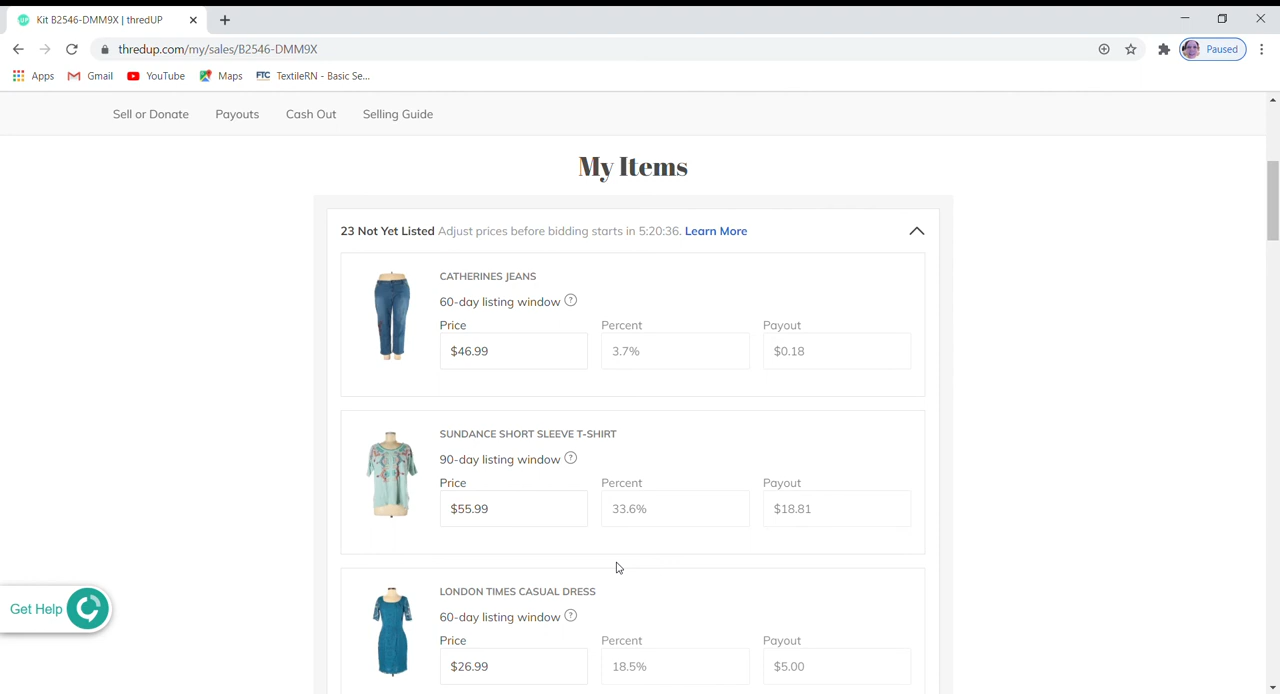 Kit B2546-DMM9X | thredUP
thredup.com/my/sales/B2546-DMM9X
Paused
Apps Gmail YouTube Maps FTC TextileRN - Basic Se...
Sell or Donate Payouts Cash Out Selling Guide
My Items
23 Not Yet Listed Adjust prices before bidding starts in 5:20:36. Learn More
CATHERINES JEANS
60-day listing window ?
Price Percent Payout
$46.99 3.7% $0.18
SUNDANCE SHORT SLEEVE T-SHIRT
90-day listing window ?
Price Percent Payout
$55.99 33.6% $18.81
LONDON TIMES CASUAL DRESS
Get Help
60-day listing window ?
Price Percent Payout
$26.99 18.5% $5.00